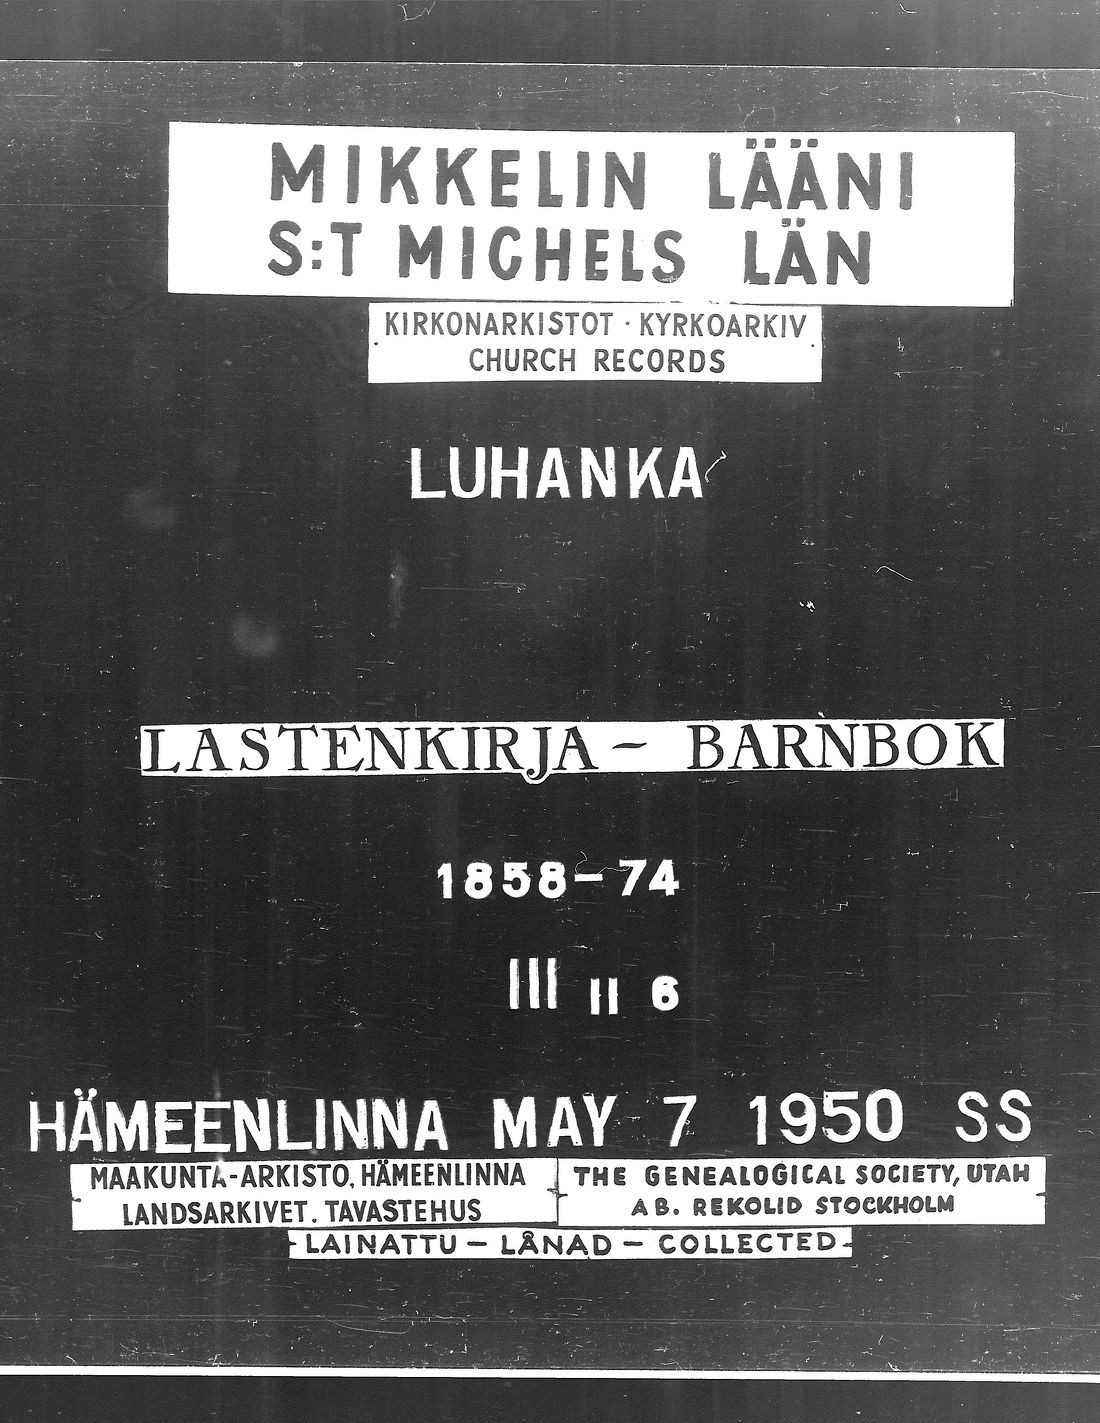 MIKKELIN LÄÄNI
S:T MICHELS LÄN
KIRKONARKISTOT · KYRKOARKIV
CHURCH RECORDS
LUHANKA
LASTENKIRJA – BARNBOK
1858–74
III II 6
HÄMEENLINNA MAY 7 1950 SS
MAAKUNTA-ARKISTO, HÄMEENLINNA
LANDSARKIVET, TAVASTEHUS
THE GENEALOGICAL SOCIETY, UTAH
AB. REKOLID STOCKHOLM
LAINATTU – LÅNAD – COLLECTED